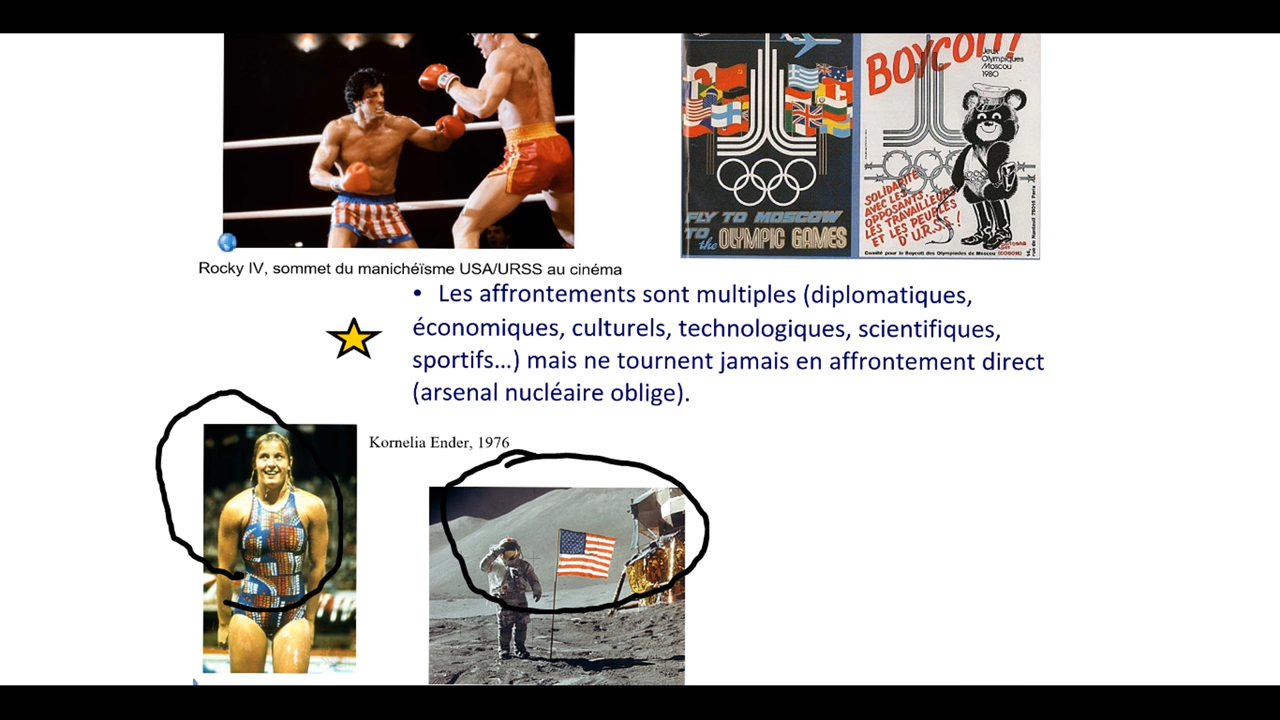 BOYCOTT!
Jeux
Olympiques
Moscou
1980
FLY TO MOSCOW
TO the OLYMPIC GAMES
SOLIDARITÉ
AVEC LES
OPPOSANTS
LES TRAVAILLEURS
ET LES PEUPLES
D'U.R.S.S.!
Comité pour le Boycott des Olympiades de Moscou (COBOM)
Rocky IV, sommet du manichéïsme USA/URSS au cinéma
• Les affrontements sont multiples (diplomatiques,
économiques, culturels, technologiques, scientifiques,
sportifs…) mais ne tournent jamais en affrontement direct
(arsenal nucléaire oblige).
Kornelia Ender, 1976